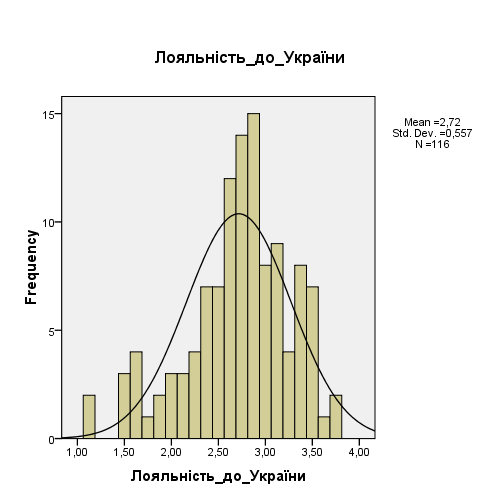 Лояльність_до_України
Mean =2,72
Std. Dev. =0,557
N =116
Frequency
15
10
5
0
1,00 1,50 2,00 2,50 3,00 3,50 4,00
Лояльність_до_України